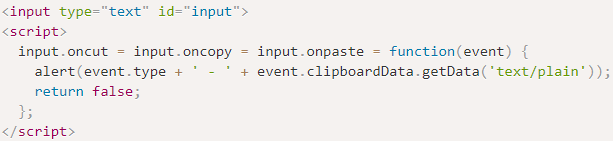 <input type="text" id="input">
<script>
  input.oncut = input.oncopy = input.onpaste = function(event) {
    alert(event.type + ' - ' + event.clipboardData.getData('text/plain'));
    return false;
  };
</script>